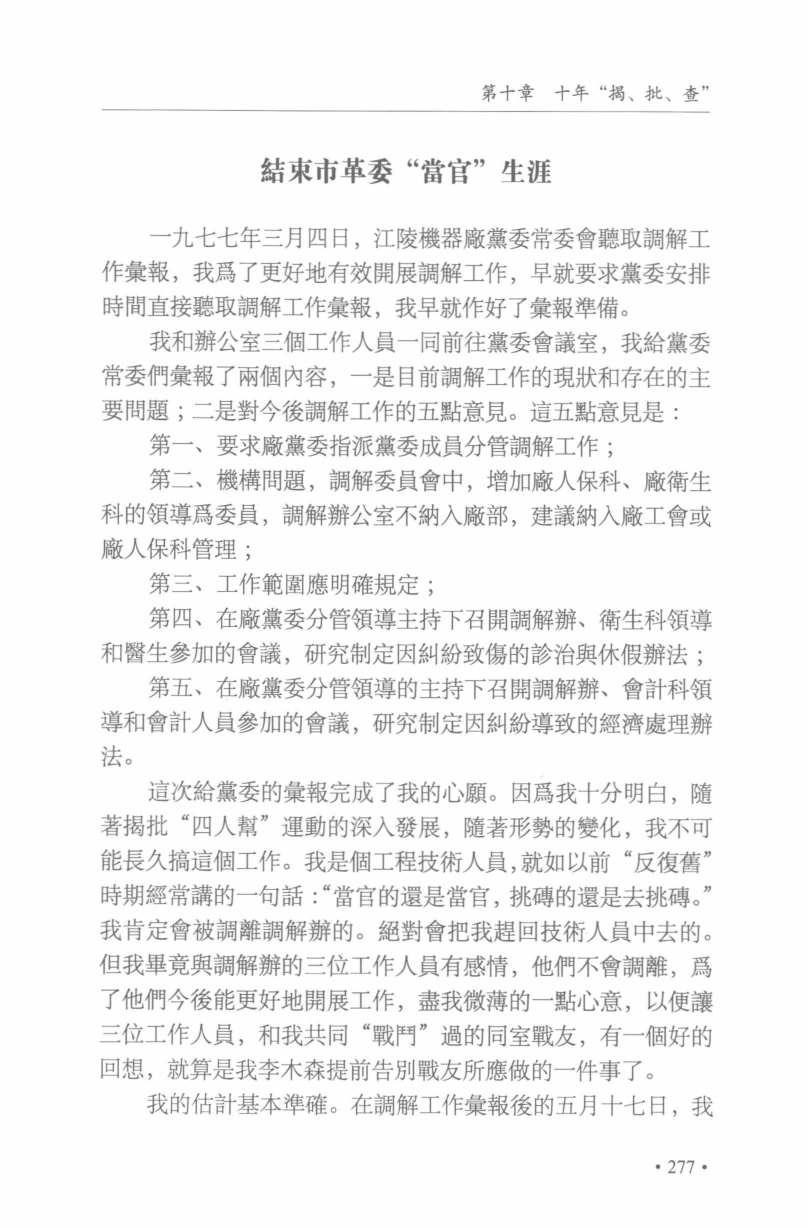 第十章　十年“揭、批、查”
結束市革委“當官”生涯
一九七七年三月四日，江陵機器廠黨委常委會聽取調解工
作彙報，我爲了更好地有效開展調解工作，早就要求黨委安排
時間直接聽取調解工作彙報，我早就作好了彙報準備。
我和辦公室三個工作人員一同前往黨委會議室，我給黨委
常委們彙報了兩個內容，一是目前調解工作的現狀和存在的主
要問題；二是對今後調解工作的五點意見。這五點意見是：
第一、要求廠黨委指派黨委成員分管調解工作；
第二、機構問題，調解委員會中，增加廠人保科、廠衛生
科的領導爲委員，調解辦公室不納入廠部，建議納入廠工會或
廠人保科管理；
第三、工作範圍應明確規定；
第四、在廠黨委分管領導主持下召開調解辦、衛生科領導
和醫生參加的會議，研究制定因糾紛致傷的診治與休假辦法；
第五、在廠黨委分管領導的主持下召開調解辦、會計科領
導和會計人員參加的會議，研究制定因糾紛導致的經濟處理辦
法。
這次給黨委的彙報完成了我的心願。因爲我十分明白，隨
著揭批“四人幫”運動的深入發展，隨著形勢的變化，我不可
能長久搞這個工作。我是個工程技術人員，就如以前“反復舊”
時期經常講的一句話：“當官的還是當官，挑磚的還是去挑磚。”
我肯定會被調離調解辦的。絕對會把我趕回技術人員中去的。
但我畢竟與調解辦的三位工作人員有感情，他們不會調離，爲
了他們今後能更好地開展工作，盡我微薄的一點心意，以便讓
三位工作人員，和我共同“戰鬥”過的同室戰友，有一個好的
回想，就算是我李木森提前告別戰友所應做的一件事了。
我的估計基本準確。在調解工作彙報後的五月十七日，我
•277•